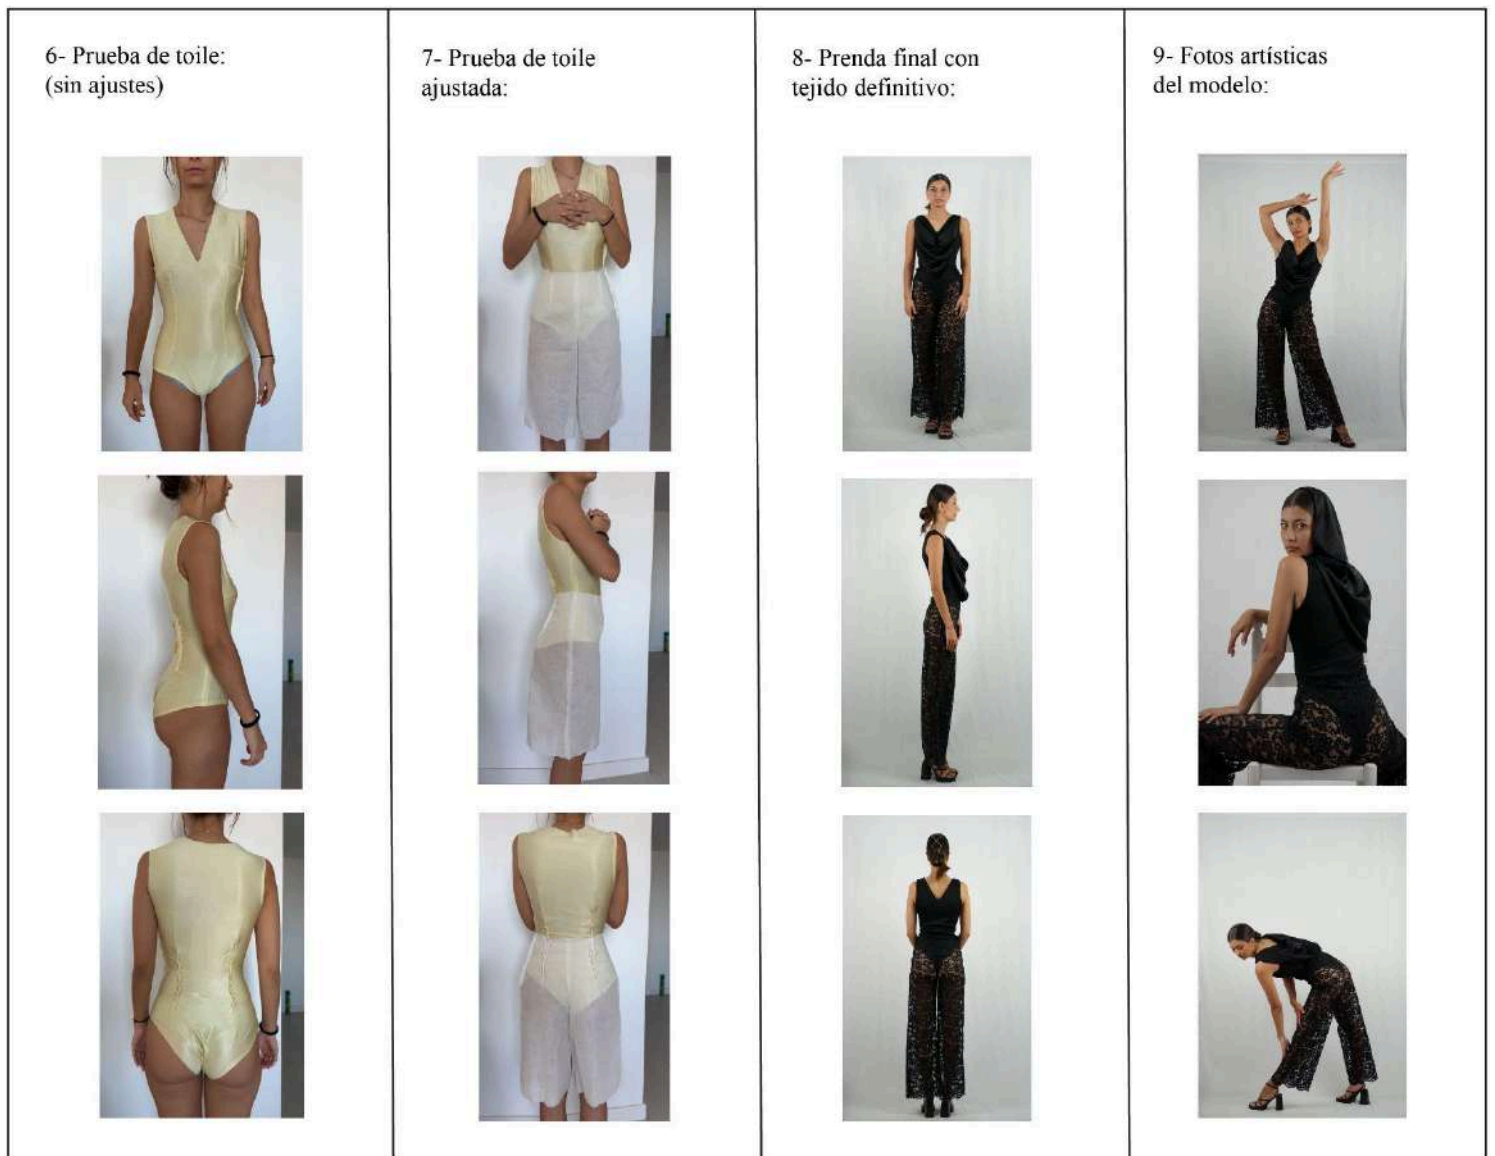 6- Prueba de toile:
(sin ajustes)
7- Prueba de toile
ajustada:
8- Prenda final con
tejido definitivo:
9- Fotos artísticas
del modelo: